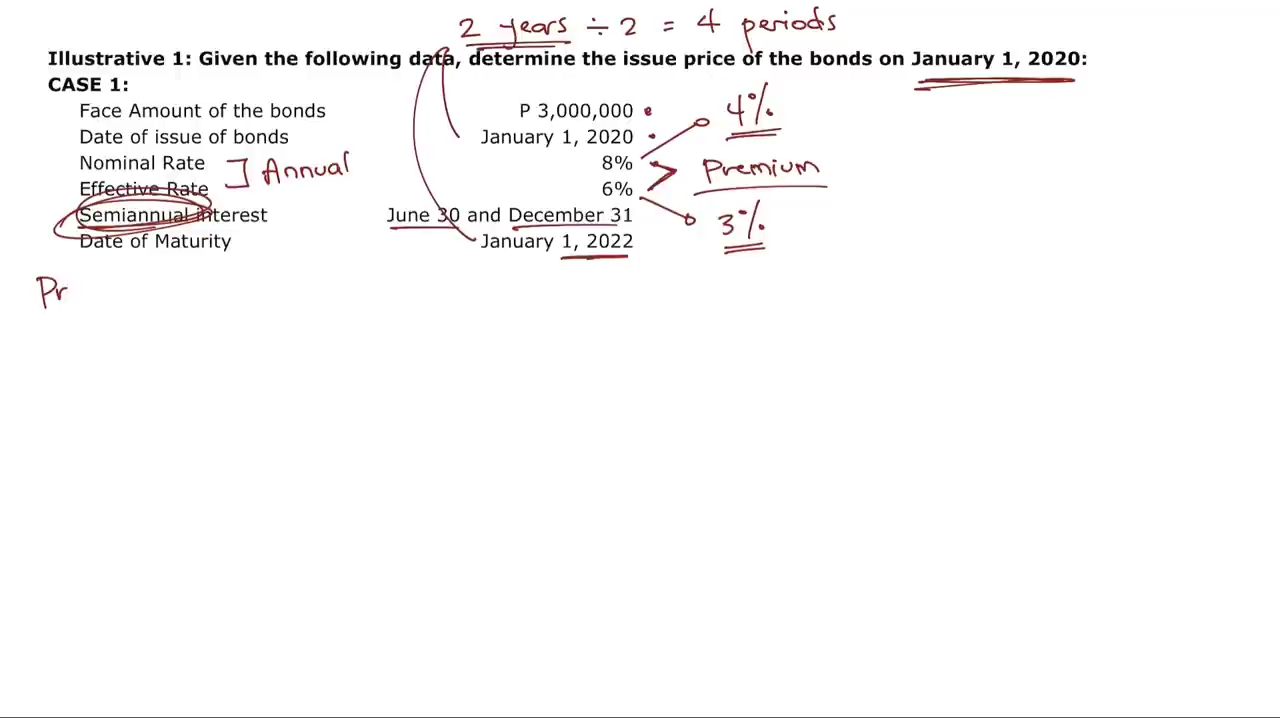 2 years ÷ 2 = 4 periods
Illustrative 1: Given the following data, determine the issue price of the bonds on January 1, 2020:
CASE 1:
Face Amount of the bonds P 3,000,000 4%
Date of issue of bonds January 1, 2020
Nominal Rate ] Annual 8% > Premium
Effective Rate 6%
Semiannual interest June 30 and December 31 3%
Date of Maturity January 1, 2022
Pr